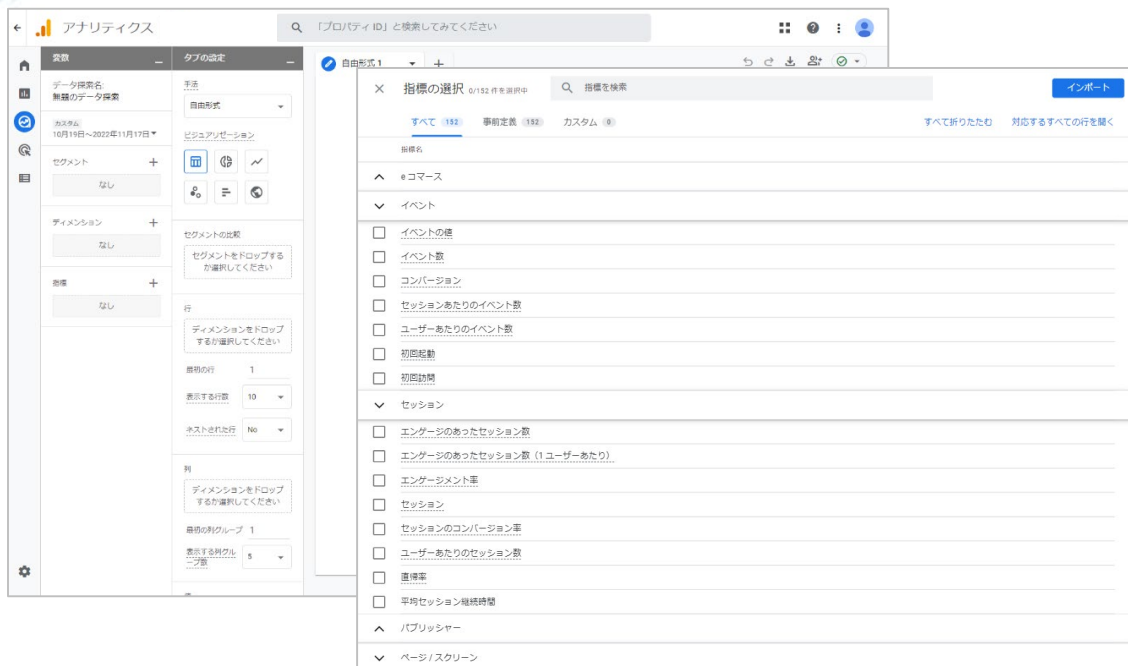 アナリティクス
「プロパティ ID」と検索してみてください
変数
データ探索名:
無題のデータ探索
カスタム
10月19日~2022年11月17日
セグメント
なし
ディメンション
なし
指標
なし
タブの設定
手法
自由形式
ビジュアリゼーション
セグメントの比較
セグメントをドロップする
か選択してください
行
ディメンションをドロップ
するか選択してください
最初の行 1
表示する行数 10
ネストされた行 No
列
ディメンションをドロップ
するか選択してください
最初の列グループ 1
表示する列グル
ープ数 5
自由形式 1
指標の選択 0/152 件を選択中
指標を検索
インポート
すべて 152 事前定義 152 カスタム 0
すべて折りたたむ 対応するすべての行を開く
指標名
e コマース
イベント
イベントの値
イベント数
コンバージョン
セッションあたりのイベント数
ユーザーあたりのイベント数
初回起動
初回訪問
セッション
エンゲージのあったセッション数
エンゲージのあったセッション数(1 ユーザーあたり)
エンゲージメント率
セッション
セッションのコンバージョン率
ユーザーあたりのセッション数
直帰率
平均セッション継続時間
パブリッシャー
ページ / スクリーン